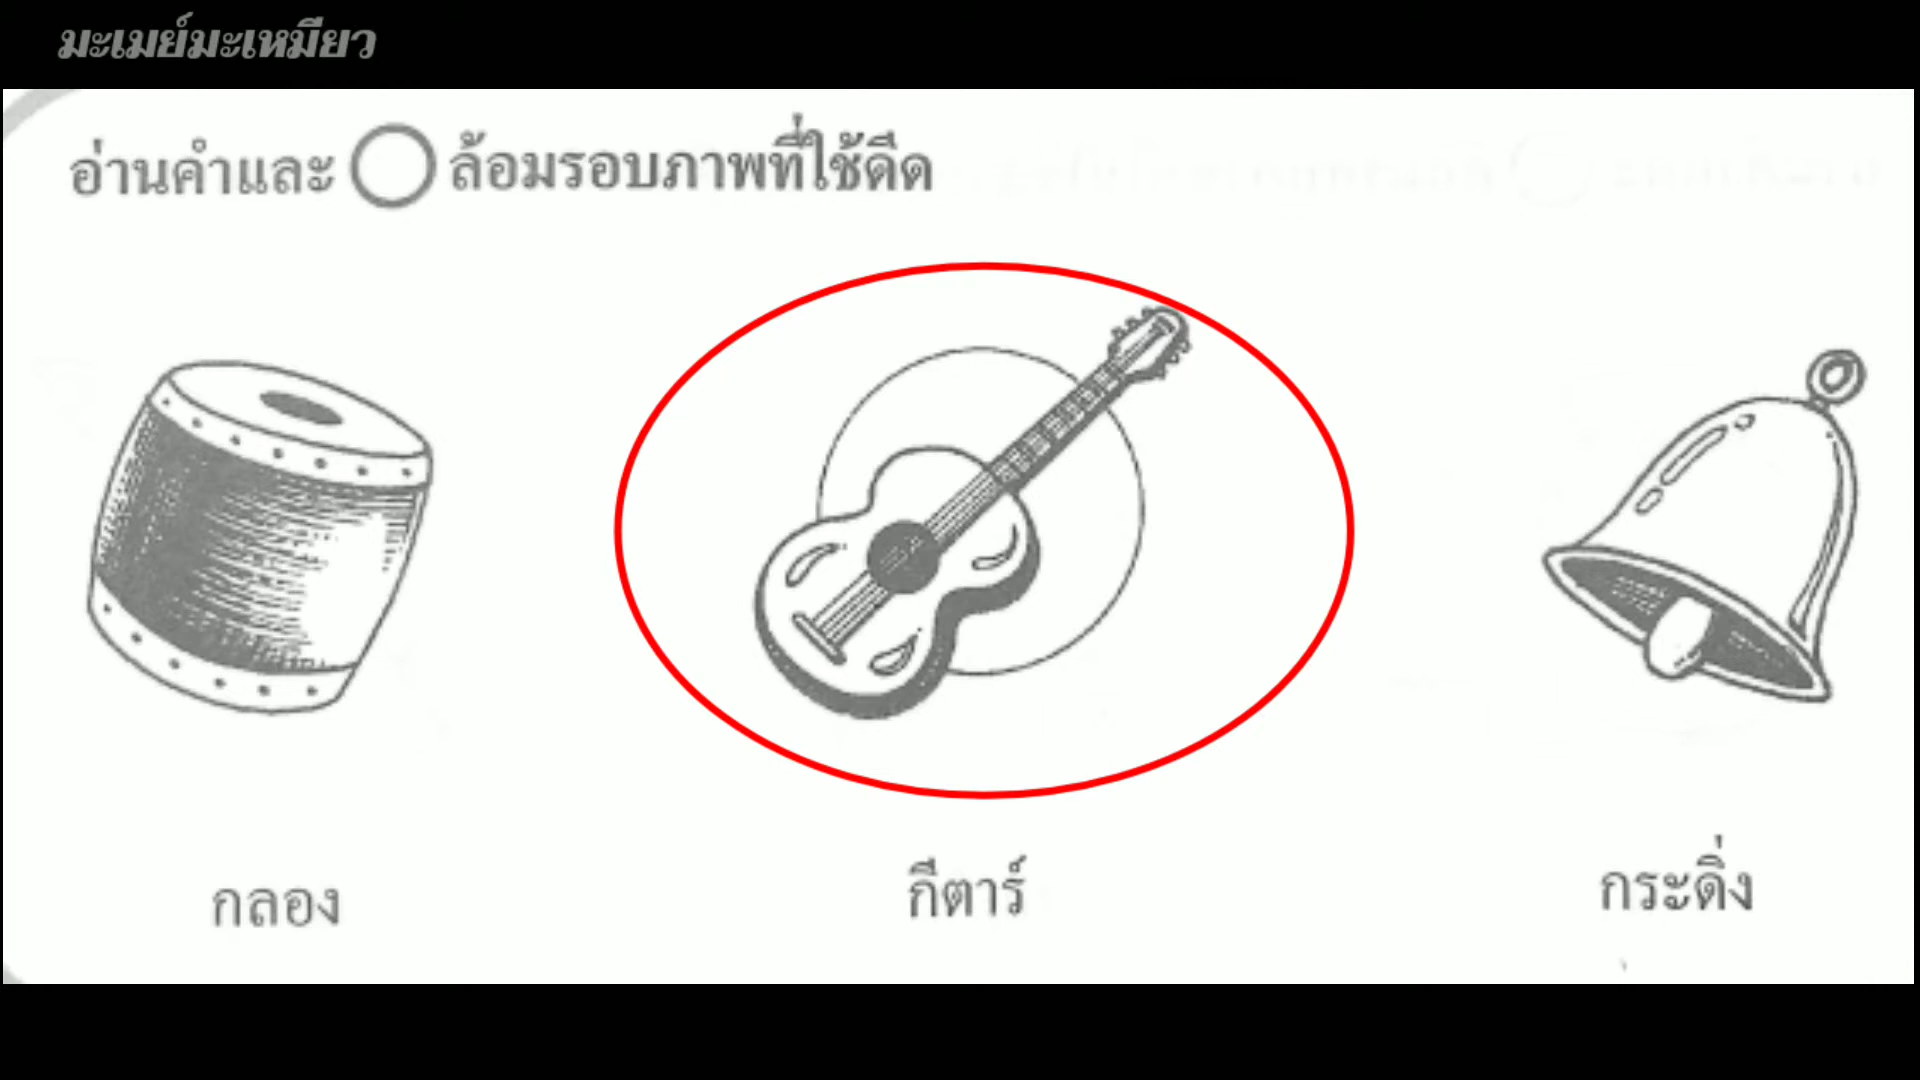 มะเมย์มะเหมียว
อ่านคำและ ล้อมรอบภาพที่ใช้ดีด
กลอง กีตาร์ กระดิ่ง